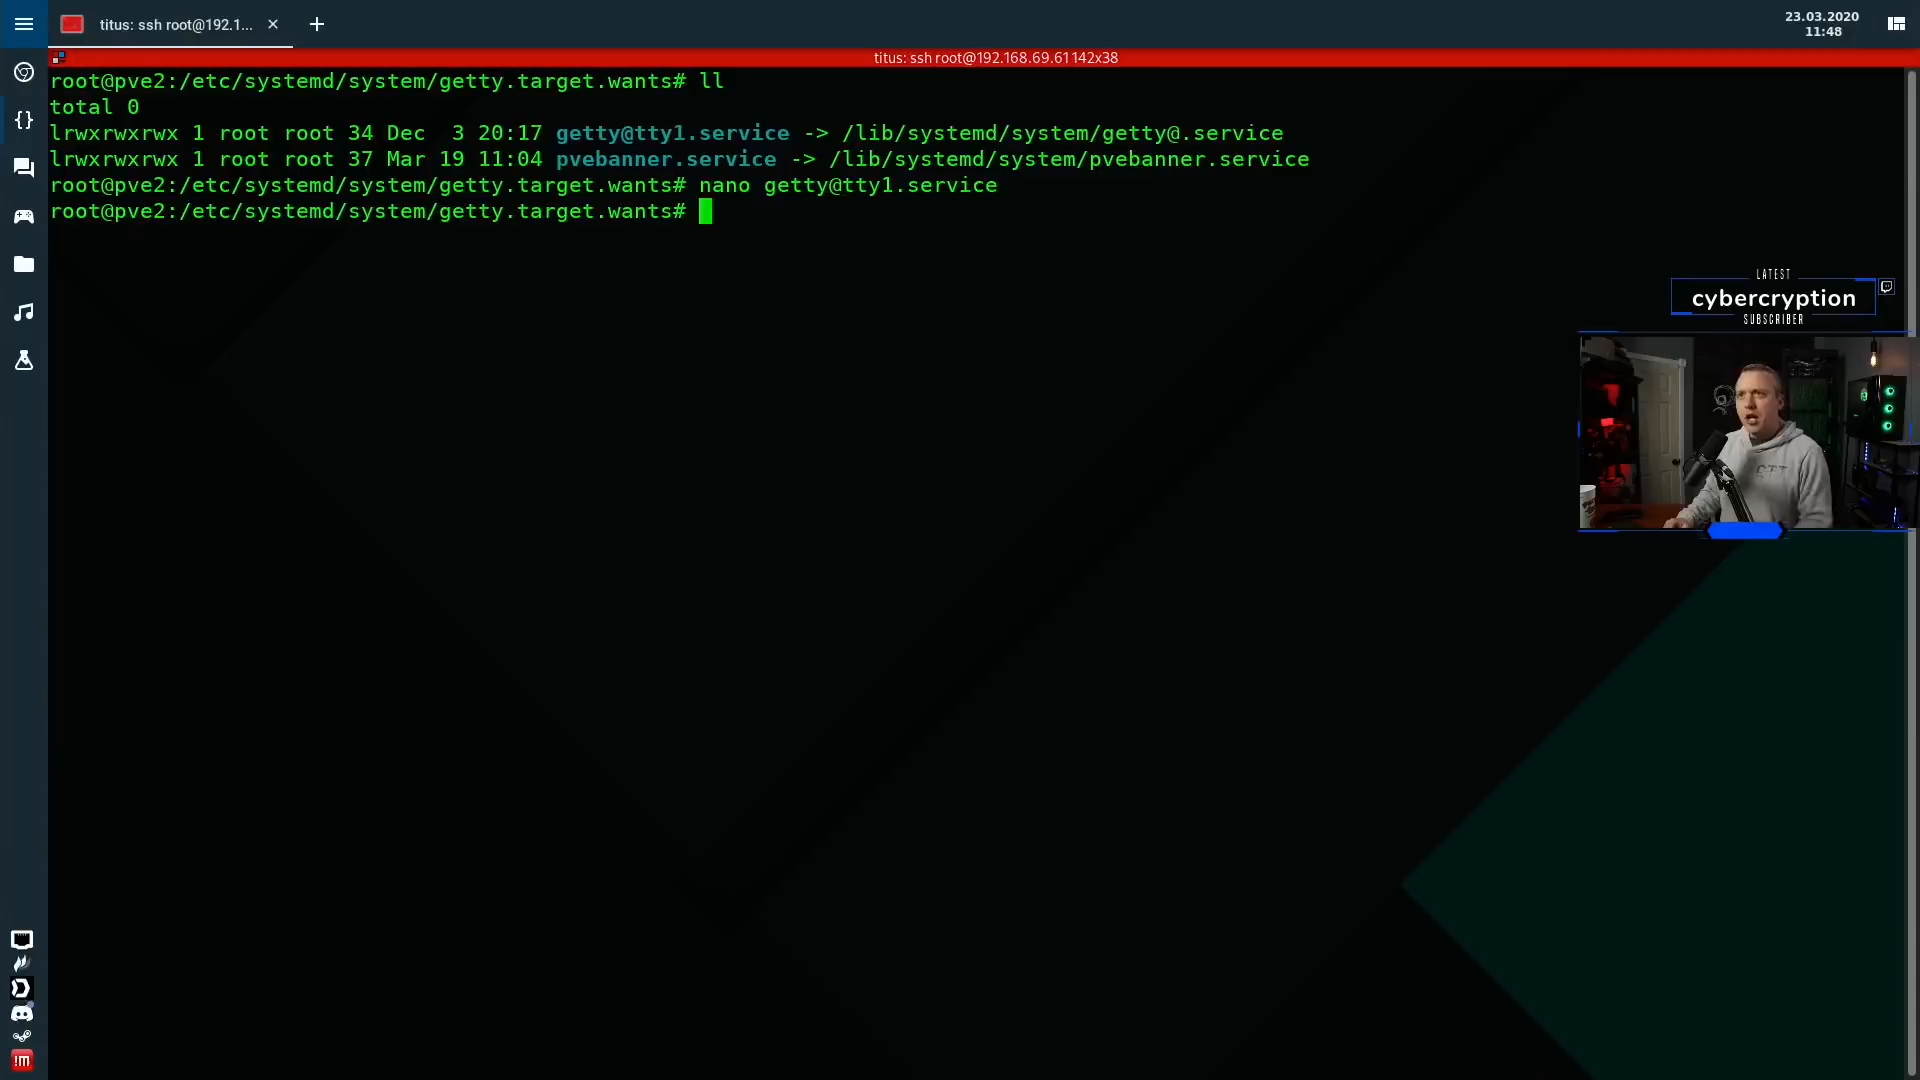 titus: ssh root@192.1...
23.03.2020
11:48
titus: ssh root@192.168.69.61 142x38
root@pve2:/etc/systemd/system/getty.target.wants# ll
total 0
lrwxrwxrwx 1 root root 34 Dec  3 20:17 getty@tty1.service -> /lib/systemd/system/getty@.service
lrwxrwxrwx 1 root root 37 Mar 19 11:04 pvebanner.service -> /lib/systemd/system/pvebanner.service
root@pve2:/etc/systemd/system/getty.target.wants# nano getty@tty1.service
root@pve2:/etc/systemd/system/getty.target.wants#
LATEST
cybercryption
SUBSCRIBER
!m